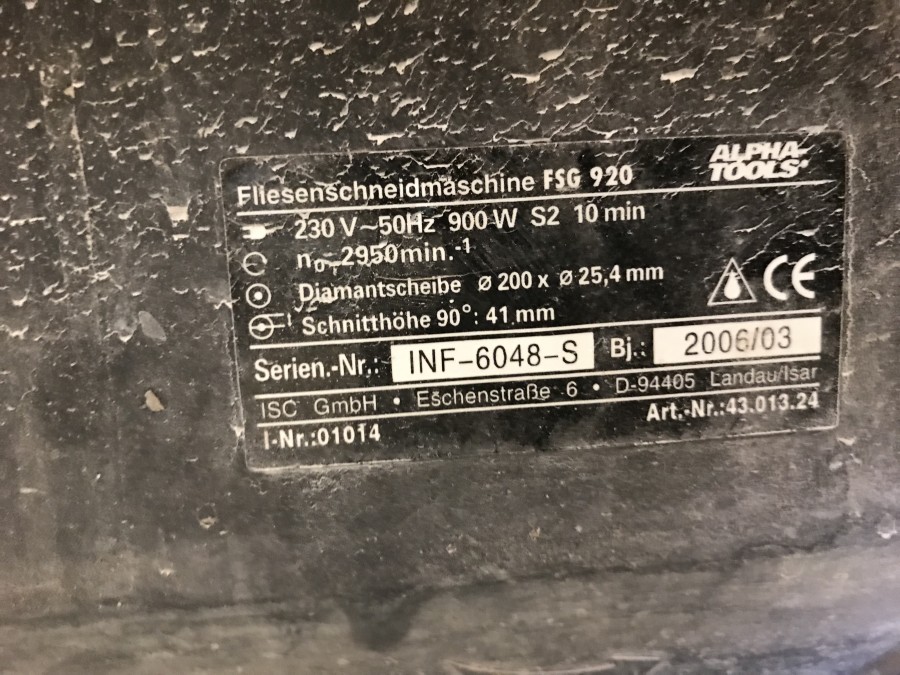 ALPHA-
TOOLS®
Fliesenschneidmaschine FSG 920
230 V ~50Hz 900 W S2 10 min
n₀ 2950min.⁻¹
Diamantscheibe ø 200 x ø 25,4 mm
Schnitthöhe 90°: 41 mm
CE
Serien.-Nr.: INF-6048-S Bj.: 2006/03
ISC GmbH • Eschenstraße 6 • D-94405 Landau/Isar
Art.-Nr.:43.013.24
I-Nr.:01014